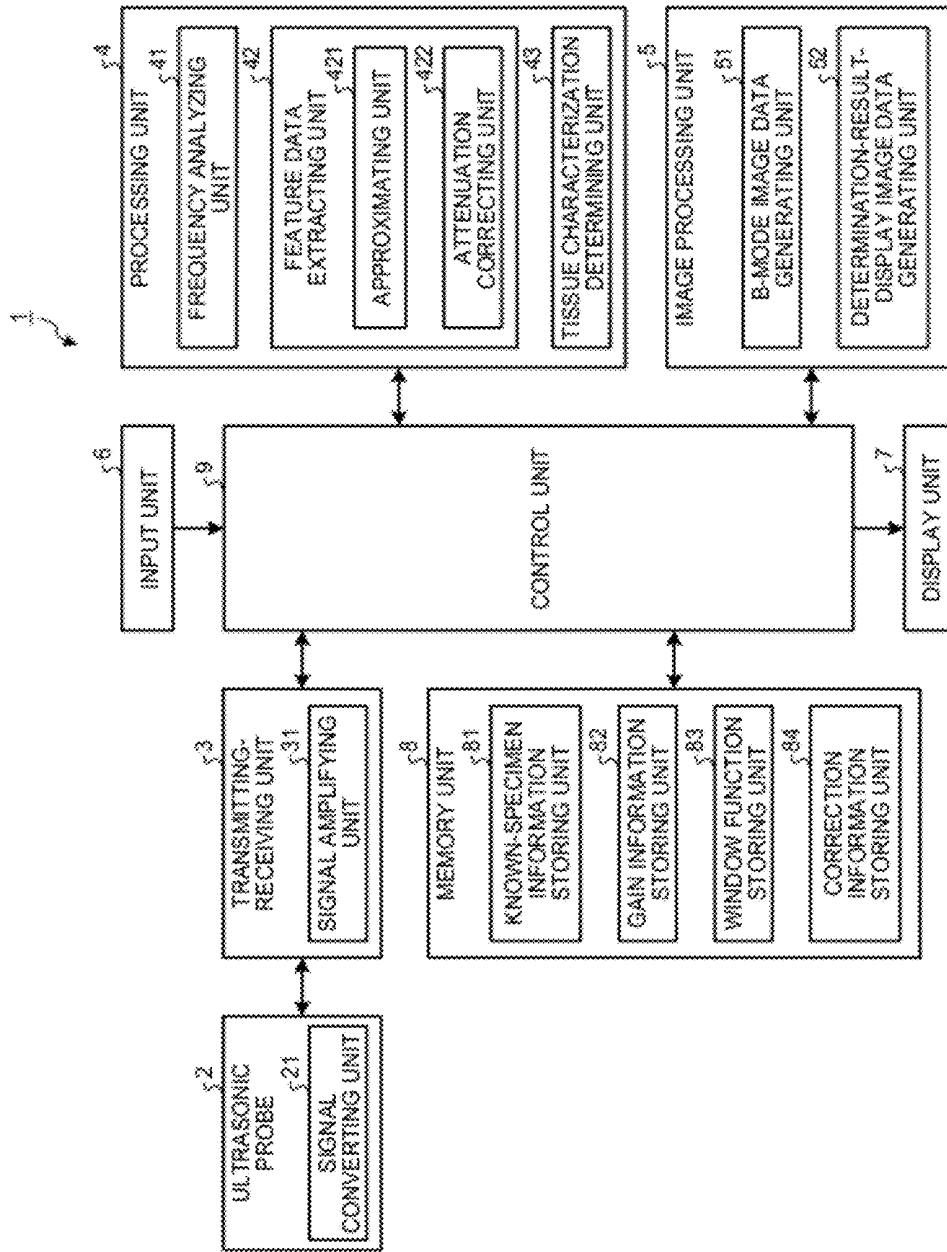 1
2
ULTRASONIC
PROBE
21
SIGNAL
CONVERTING UNIT
3
TRANSMITTING-
RECEIVING UNIT
31
SIGNAL AMPLIFYING
UNIT
8
MEMORY UNIT
81
KNOWN-SPECIMEN
INFORMATION
STORING UNIT
82
GAIN INFORMATION
STORING UNIT
83
WINDOW FUNCTION
STORING UNIT
84
CORRECTION
INFORMATION
STORING UNIT
6
INPUT UNIT
9
CONTROL UNIT
7
DISPLAY UNIT
4
PROCESSING UNIT
41
FREQUENCY ANALYZING
UNIT
42
FEATURE DATA
EXTRACTING UNIT
421
APPROXIMATING UNIT
422
ATTENUATION
CORRECTING UNIT
43
TISSUE CHARACTERIZATION
DETERMINING UNIT
5
IMAGE PROCESSING UNIT
51
B-MODE IMAGE DATA
GENERATING UNIT
52
DETERMINATION-RESULT-
DISPLAY IMAGE DATA
GENERATING UNIT